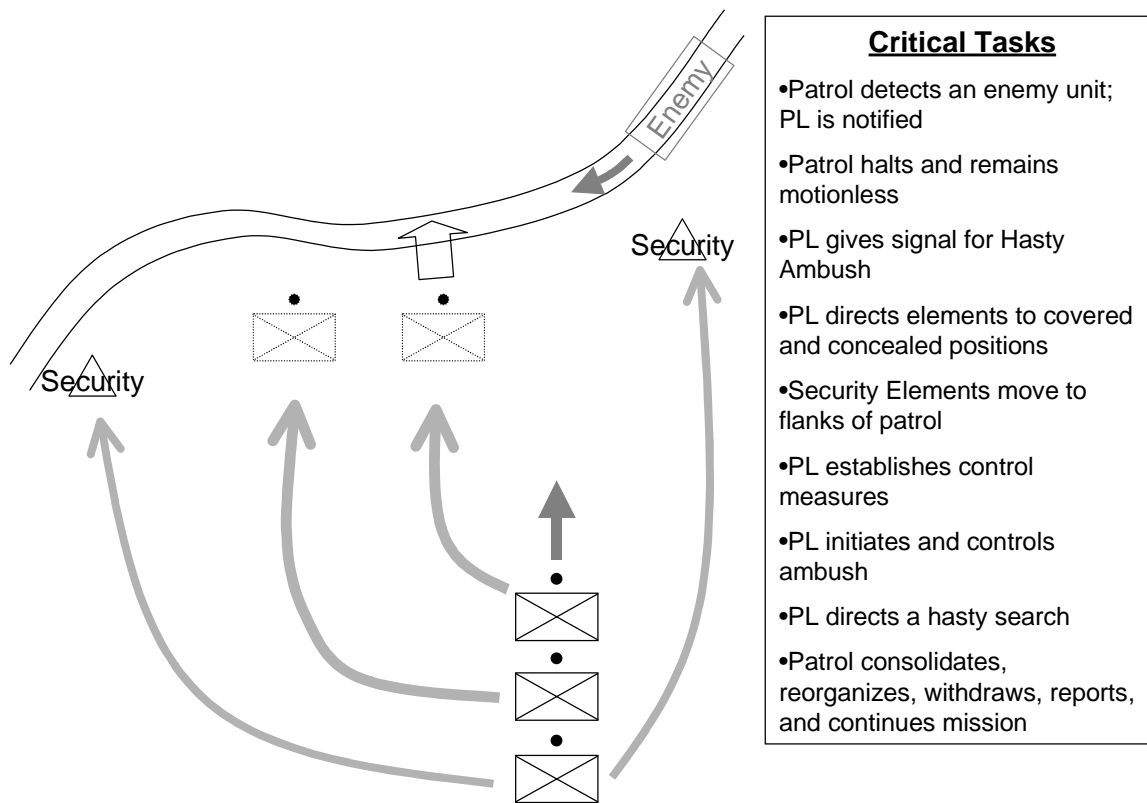 Enemy
Security
Security
Critical Tasks
•Patrol detects an enemy unit;
PL is notified
•Patrol halts and remains
motionless
•PL gives signal for Hasty
Ambush
•PL directs elements to covered
and concealed positions
•Security Elements move to
flanks of patrol
•PL establishes control
measures
•PL initiates and controls
ambush
•PL directs a hasty search
•Patrol consolidates,
reorganizes, withdraws, reports,
and continues mission